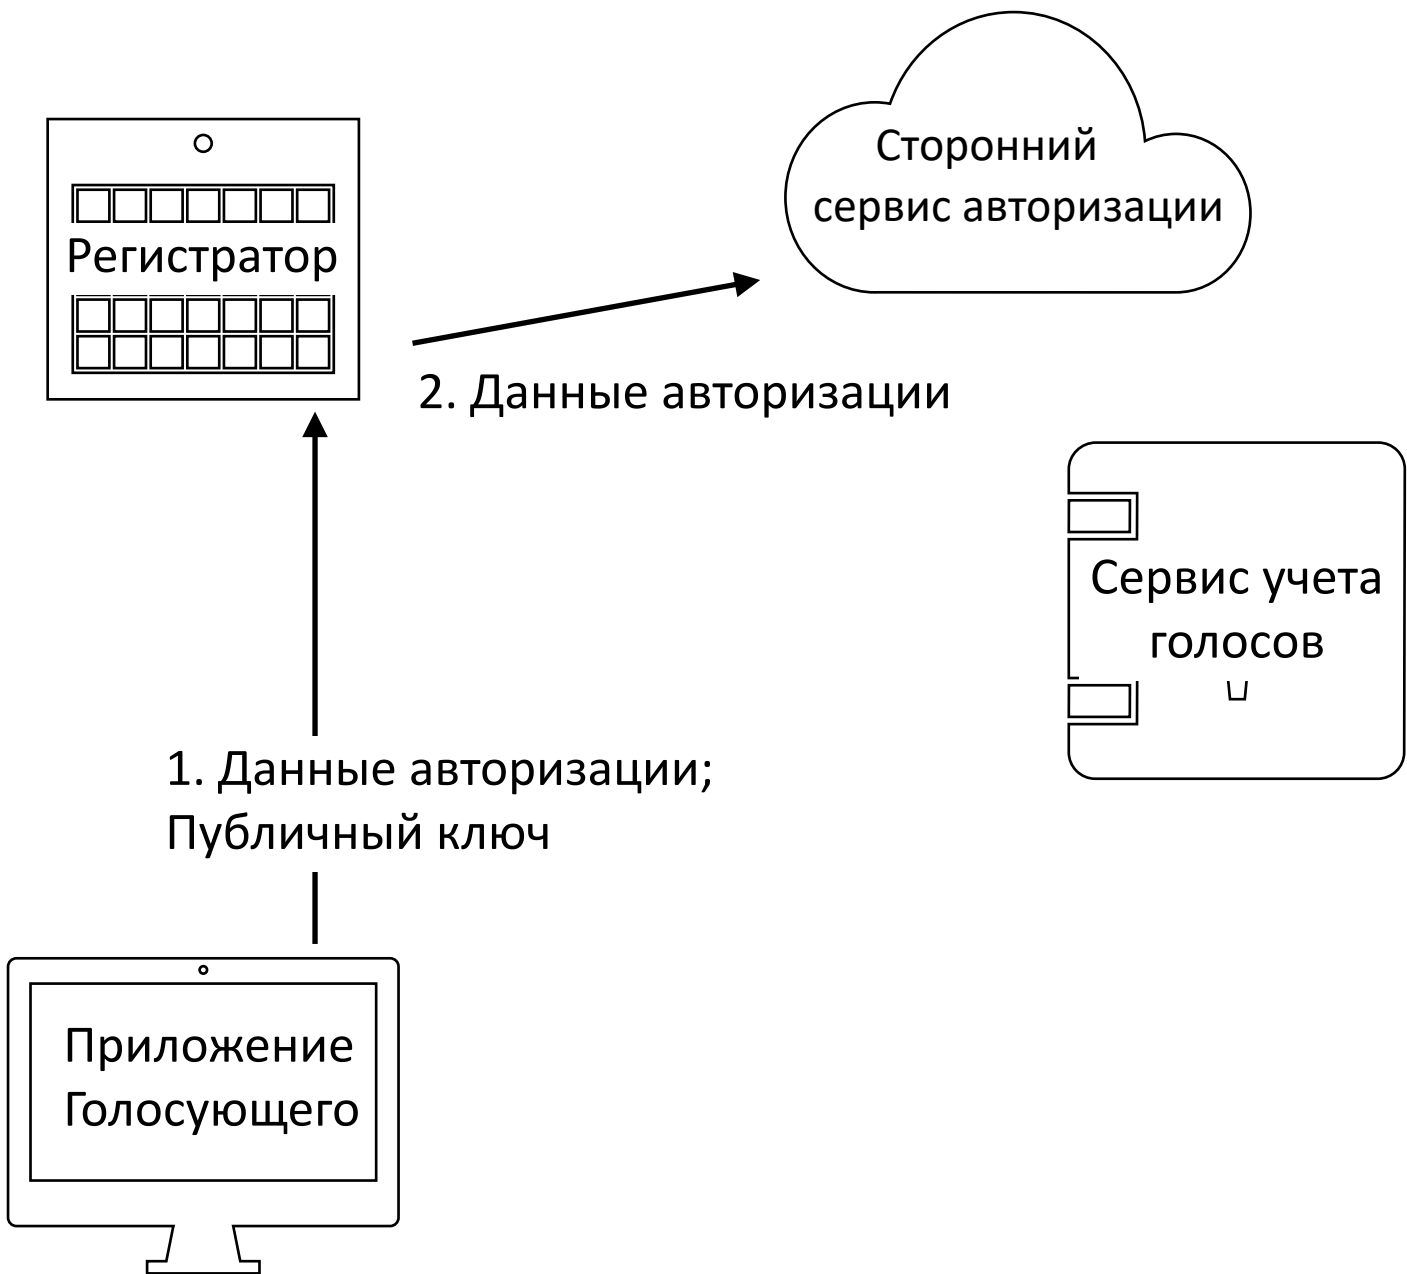 Сторонний
сервис авторизации
Регистратор
2. Данные авторизации
Сервис учета
голосов
1. Данные авторизации;
Публичный ключ
Приложение
Голосующего